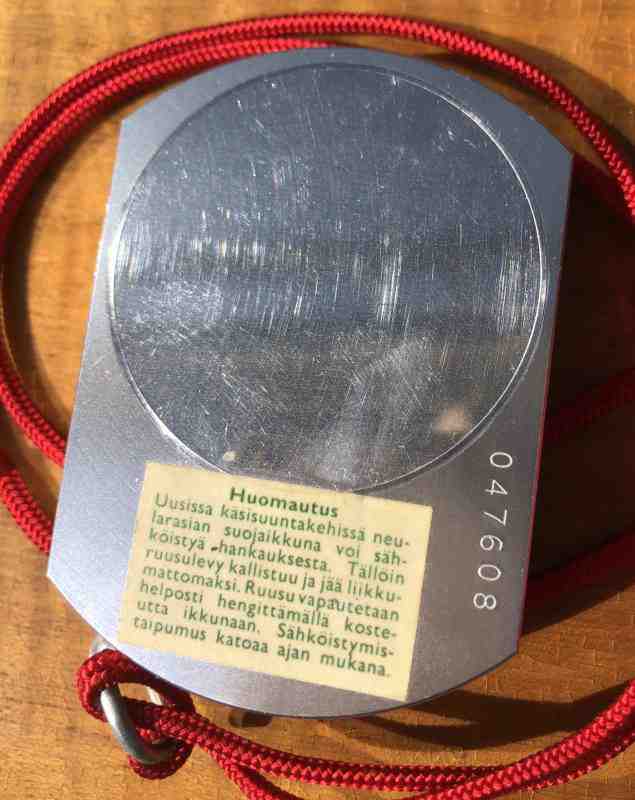 Huomautus
Uusissa käsisuuntakehissä neu-
larasian suojaikkuna voi säh-
köistyä hankauksesta. Tällöin
ruusulevy kallistuu ja jää liikku-
mattomaksi. Ruusu vapautetaan
helposti hengittämällä koste-
utta ikkunaan. Sähköistymis-
taipumus katoaa ajan mukana.
047608